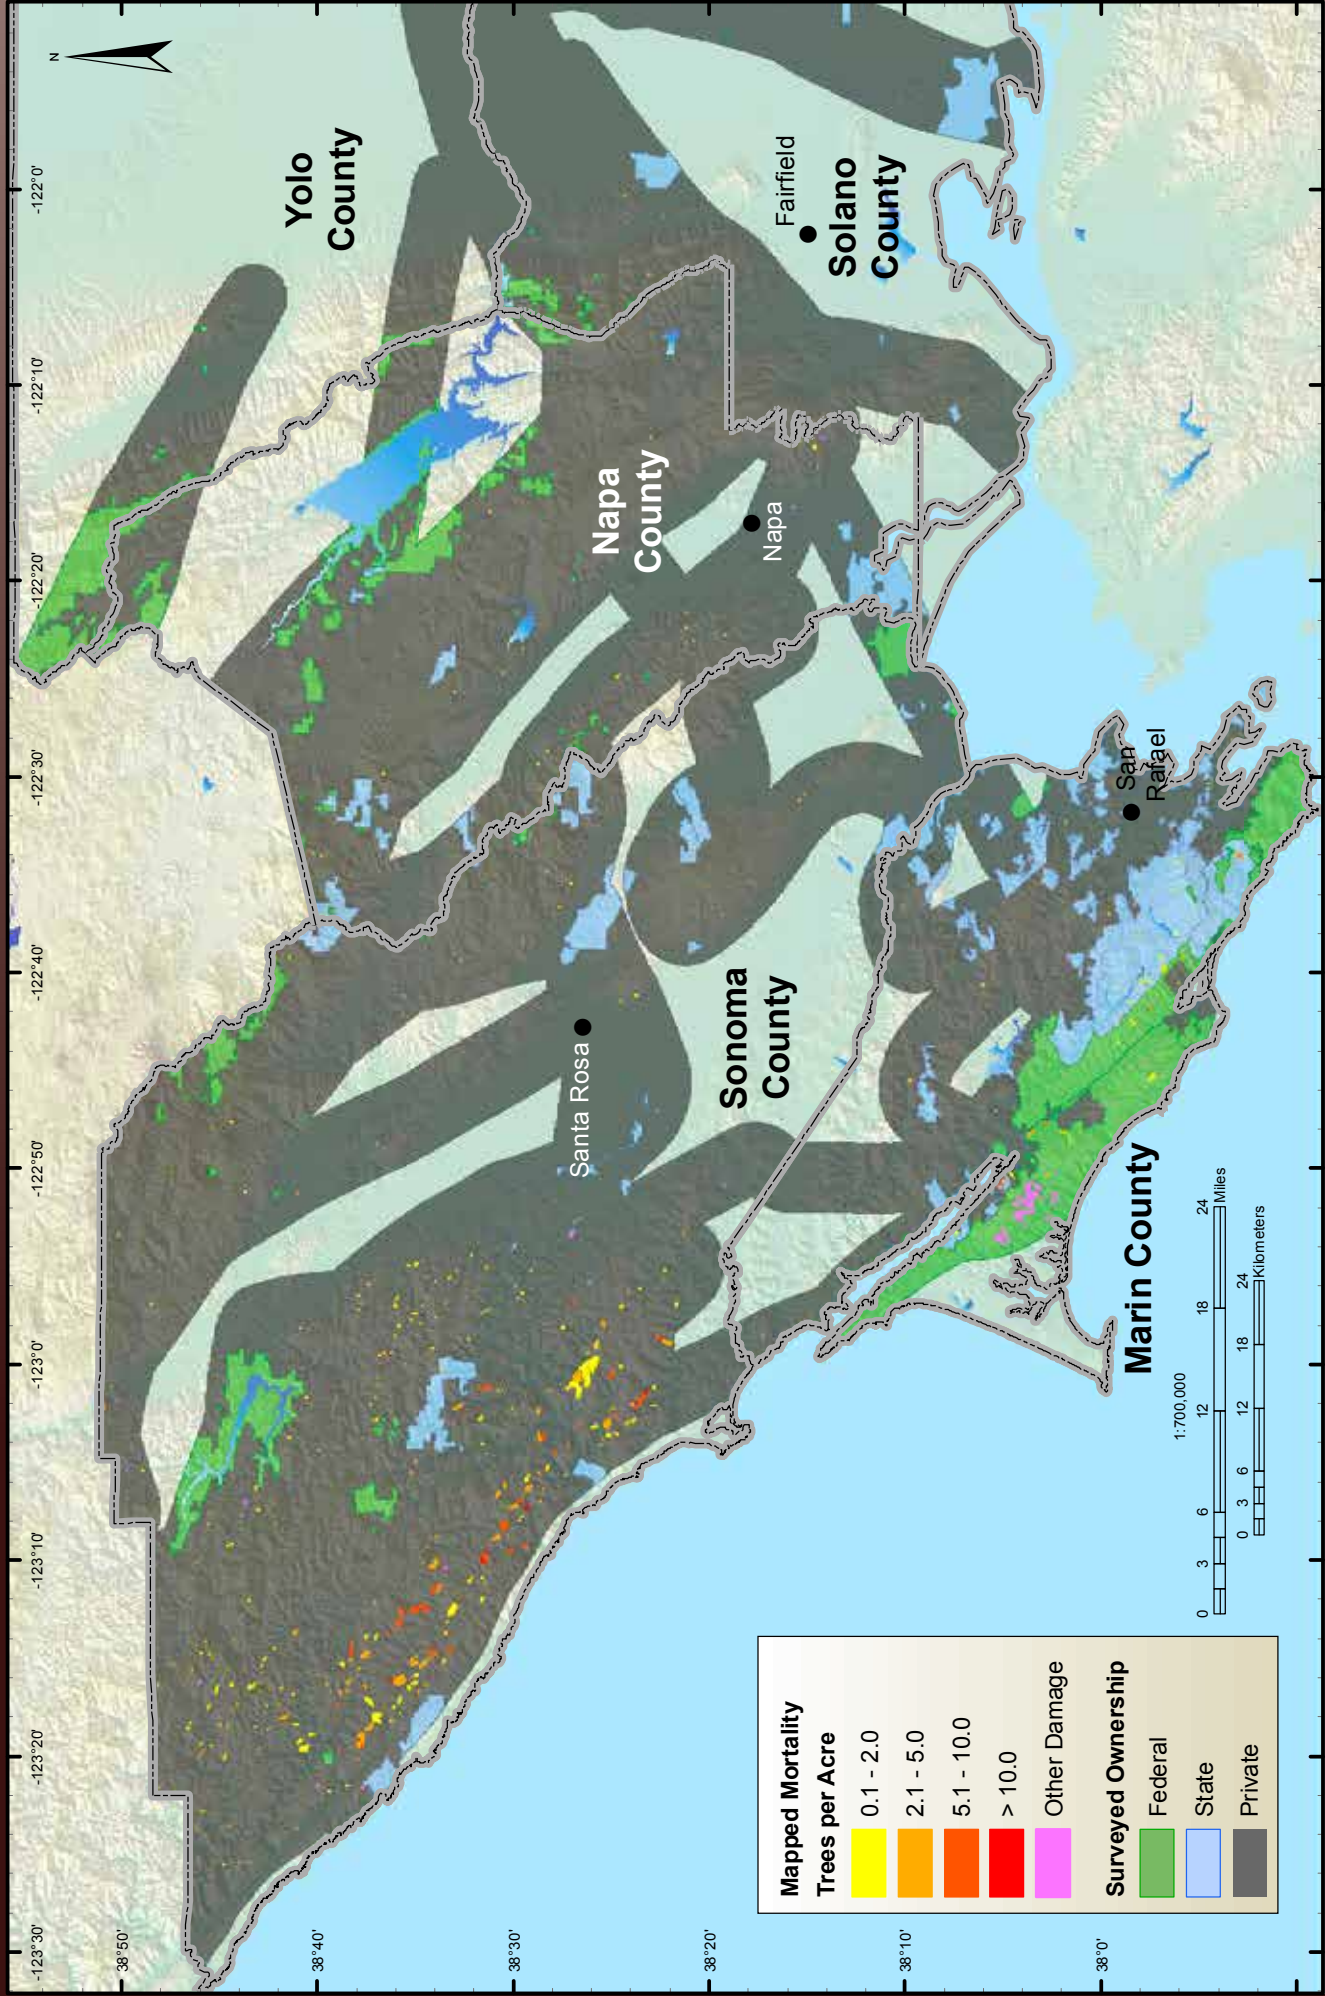 -123°30'
-123°20'
-123°10'
-123°0'
-122°50'
-122°40'
-122°30'
-122°20'
-122°10'
-122°0'
38°50'
38°40'
38°30'
38°20'
38°10'
38°0'
N
Yolo
County
Napa
County
Napa
Fairfield
Solano
County
Santa Rosa
Sonoma
County
San
Rafael
Marin County
Mapped Mortality
Trees per Acre
0.1 - 2.0
2.1 - 5.0
5.1 - 10.0
> 10.0
Other Damage
Surveyed Ownership
Federal
State
Private
1:700,000
0 3 6 12 18 24
Miles
0 3 6 12 18 24
Kilometers